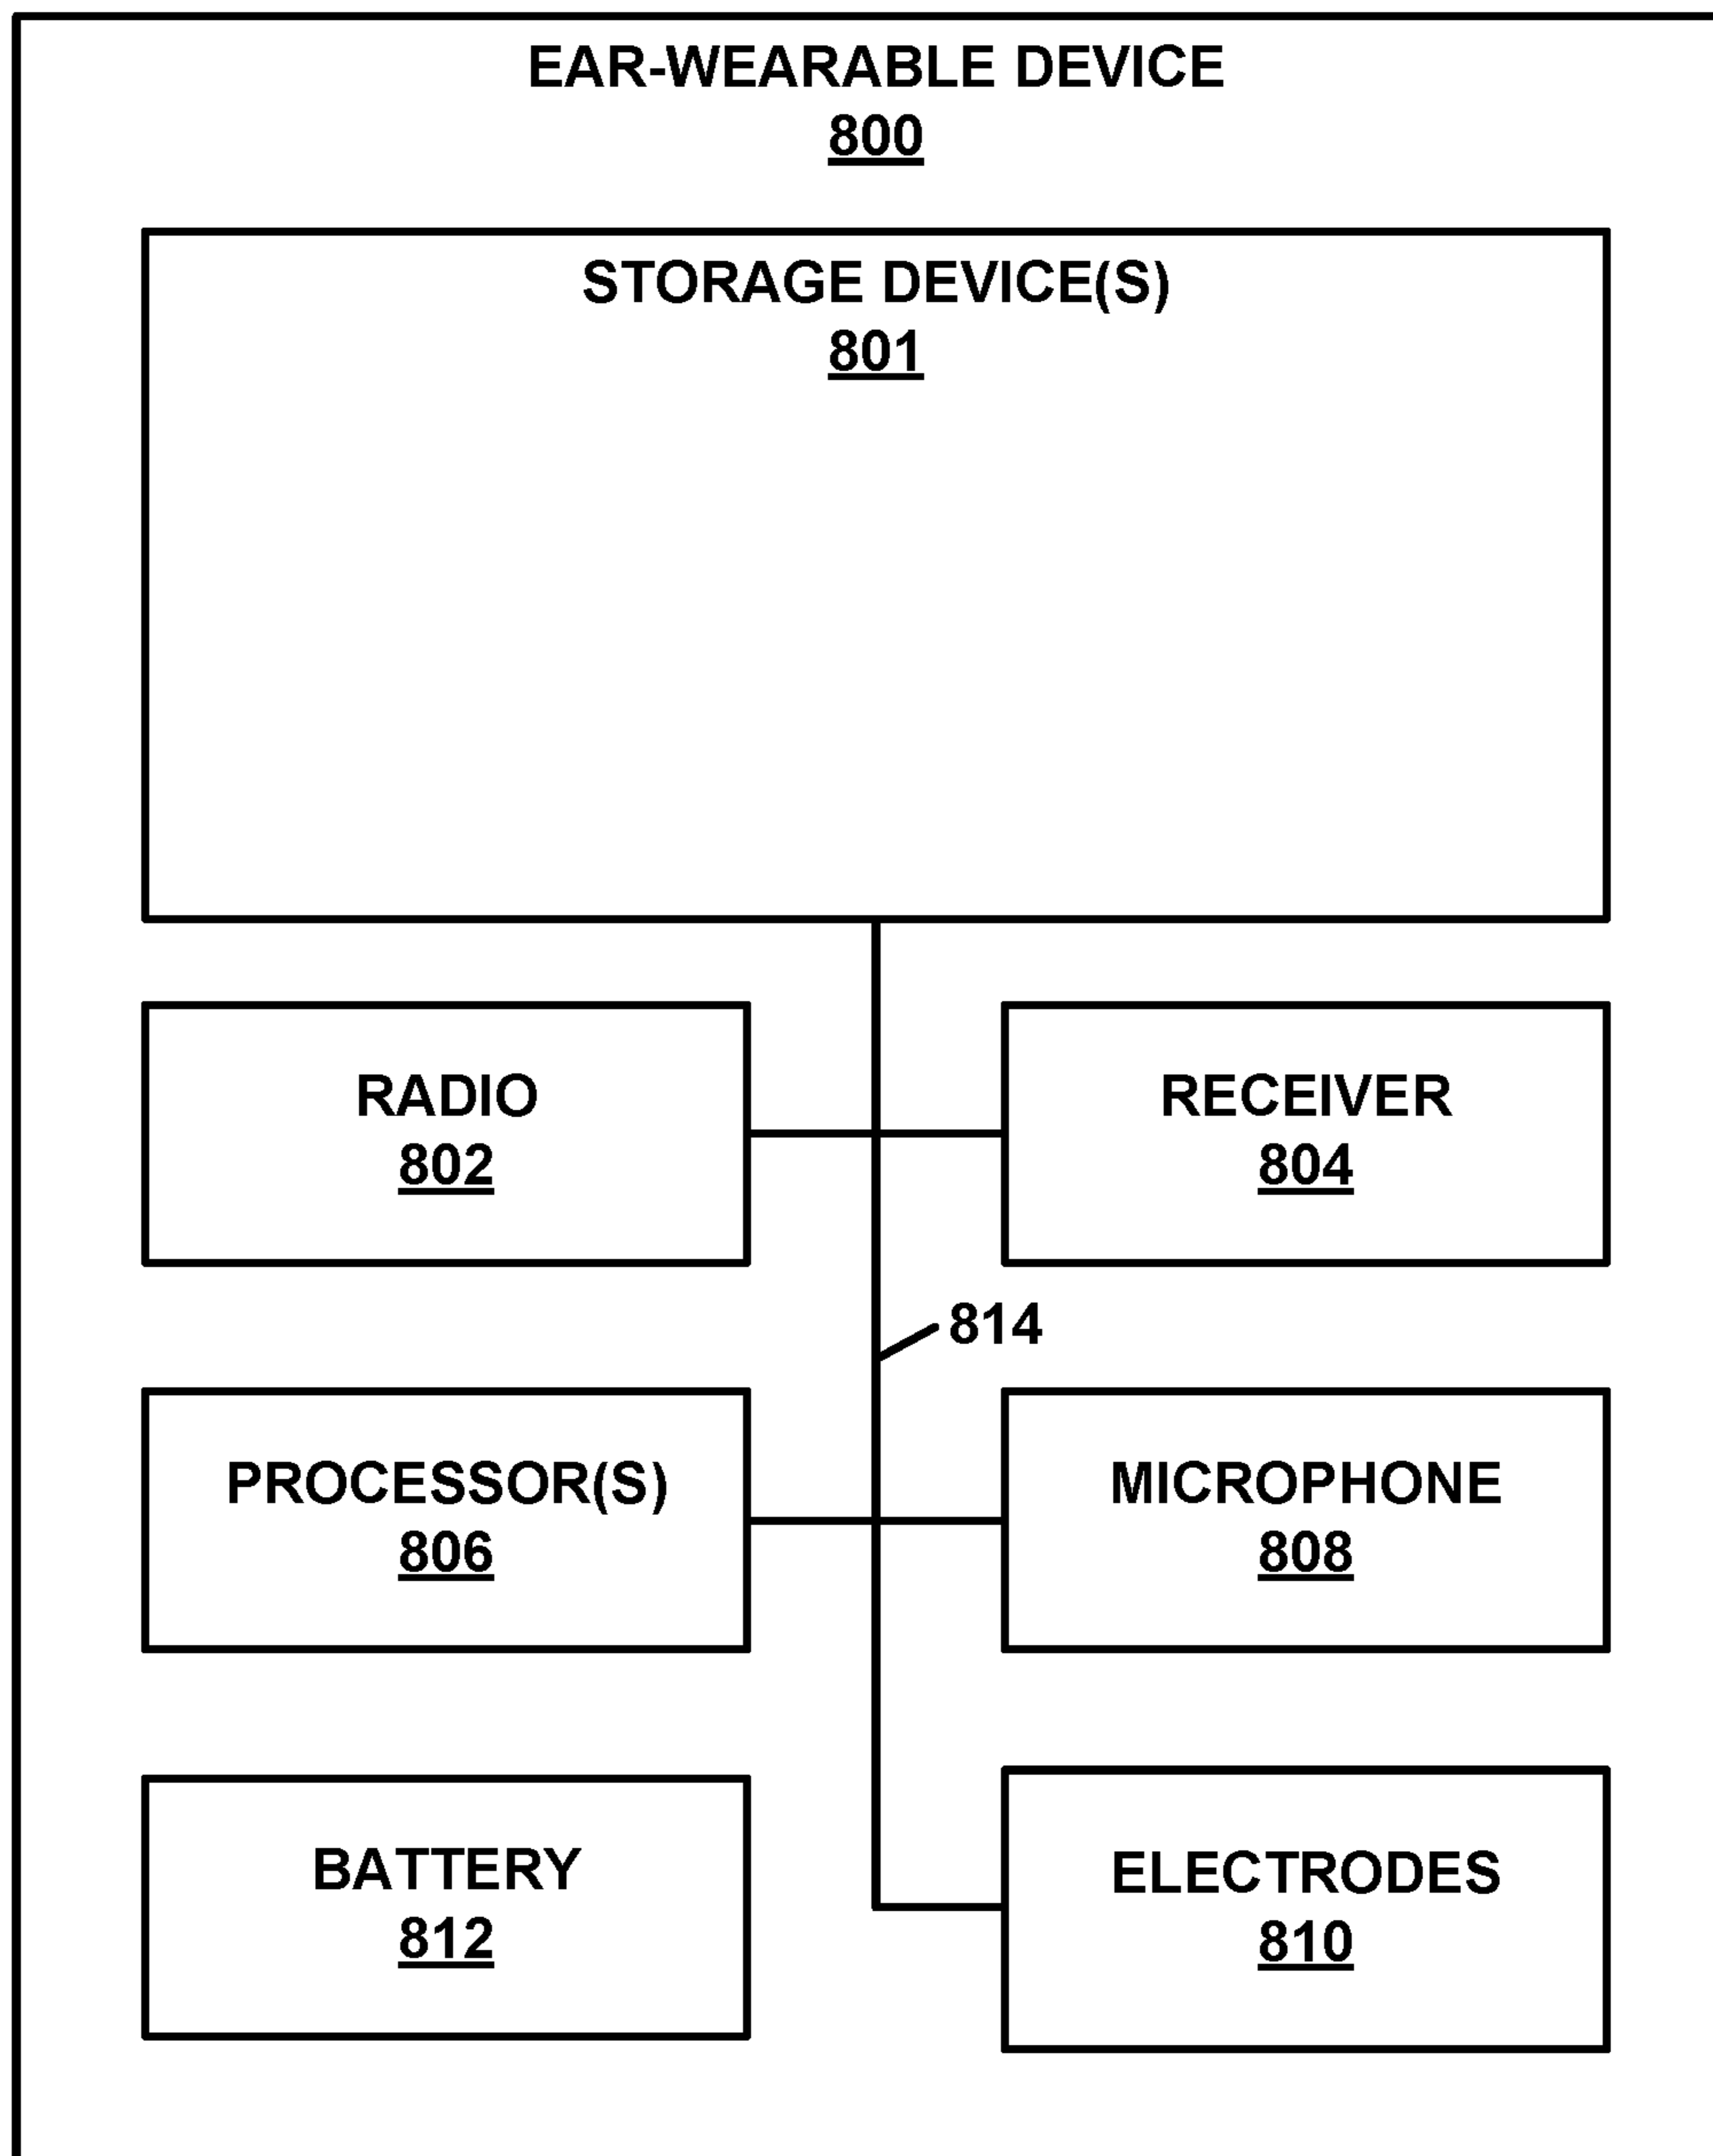 EAR-WEARABLE DEVICE
800
STORAGE DEVICE(S)
801
RADIO
802
RECEIVER
804
814
PROCESSOR(S)
806
MICROPHONE
808
BATTERY
812
ELECTRODES
810